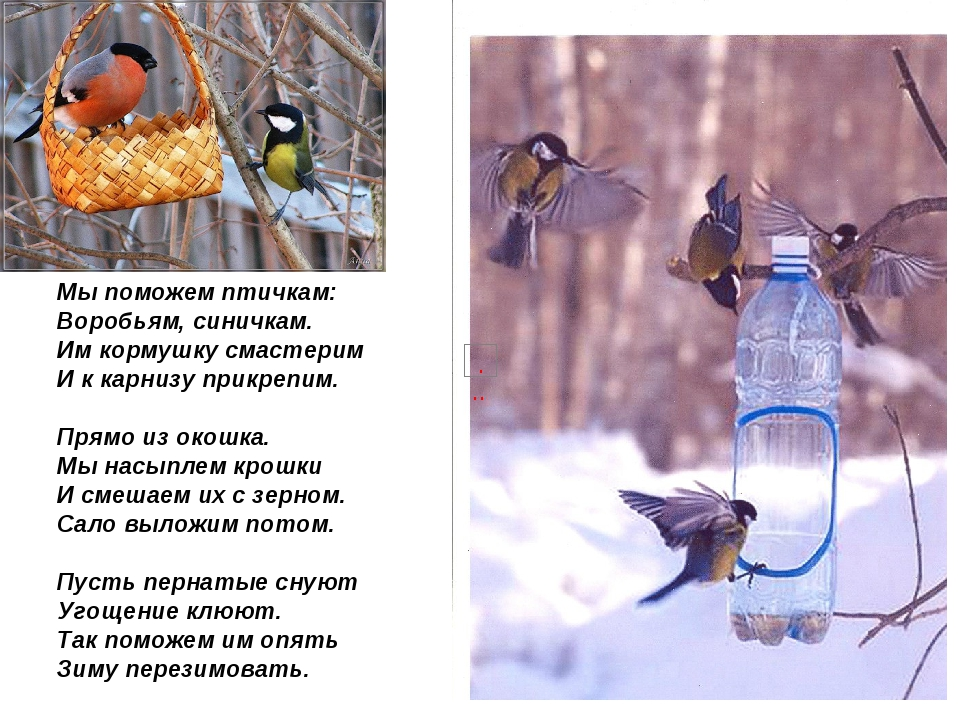 Мы поможем птичкам:
Воробьям, синичкам.
Им кормушку смастерим
И к карнизу прикрепим.
Прямо из окошка.
Мы насыплем крошки
И смешаем их с зерном.
Сало выложим потом.
Пусть пернатые снуют
Угощение клюют.
Так поможем им опять
Зиму перезимовать.